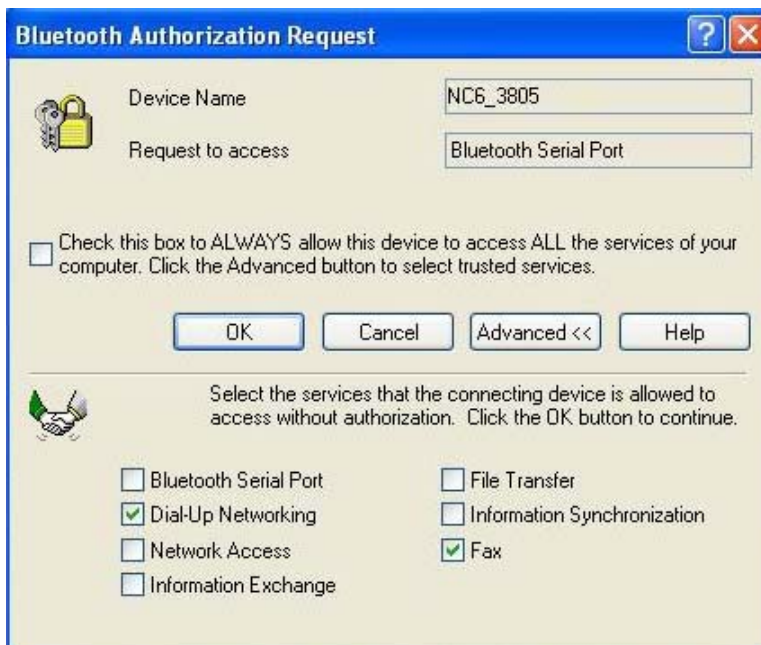 Bluetooth Authorization Request
Device Name NC6_3805
Request to access Bluetooth Serial Port
Check this box to ALWAYS allow this device to access ALL the services of your
computer. Click the Advanced button to select trusted services.
OK Cancel Advanced << Help
Select the services that the connecting device is allowed to
access without authorization. Click the OK button to continue.
Bluetooth Serial Port File Transfer
Dial-Up Networking Information Synchronization
Network Access Fax
Information Exchange